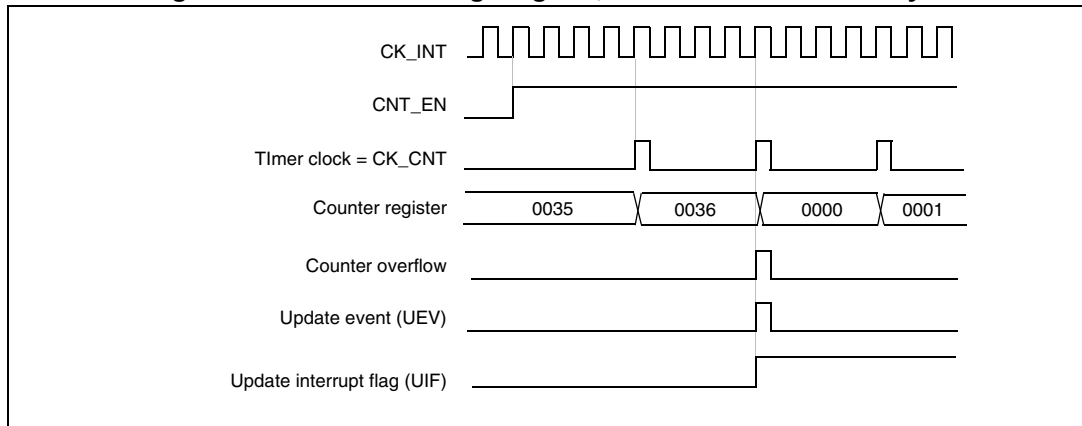 CK_INT
CNT_EN
TImer clock = CK_CNT
Counter register 0035 0036 0000 0001
Counter overflow
Update event (UEV)
Update interrupt flag (UIF)